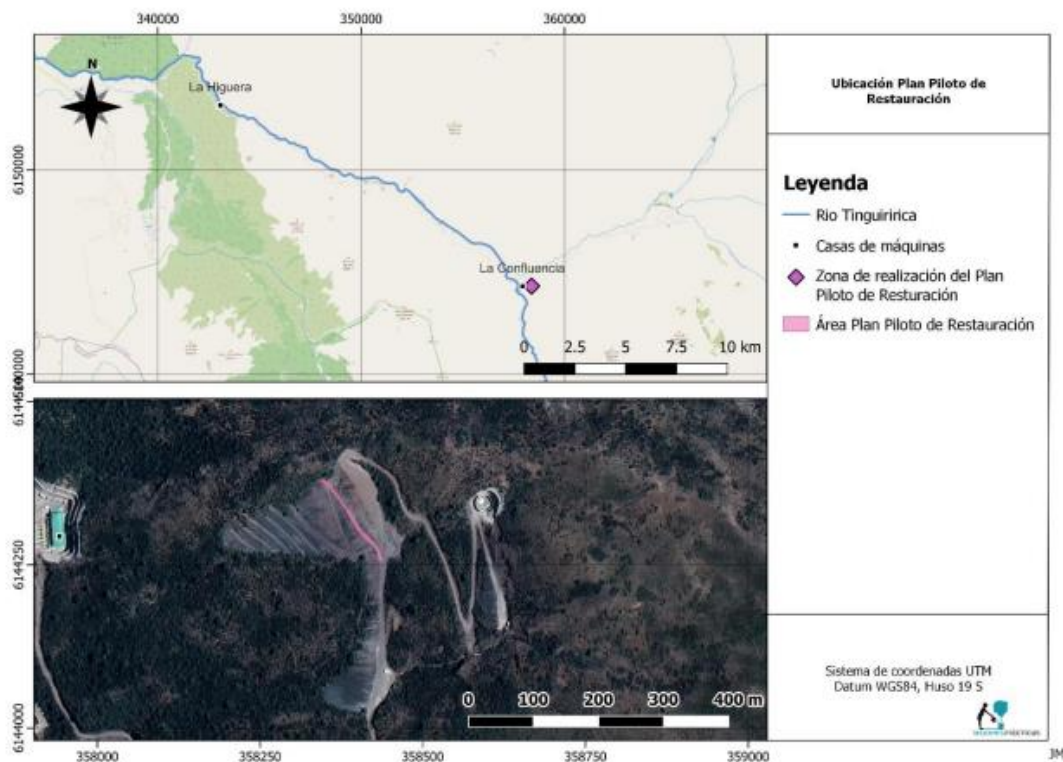 340000 350000 360000
N
La Higuera
6150000
La Confluencia
0 2.5 5 7.5 10 km
6144250
6144000
0 100 200 300 400 m
358000 358250 358500 358750 359000
Ubicación Plan Piloto de
Restauración
Leyenda
Rio Tinguiririca
Casas de máquinas
Zona de realización del Plan
Piloto de Resturación
Área Plan Piloto de Restauración
Sistema de coordenadas UTM
Datum WGS84, Huso 19 S